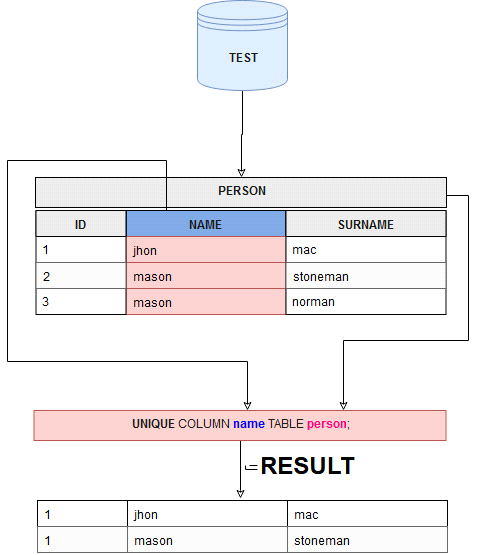 TEST
PERSON
ID NAME SURNAME
1 jhon mac
2 mason stoneman
3 mason norman
UNIQUE COLUMN name TABLE person;
RESULT
1 jhon mac
1 mason stoneman